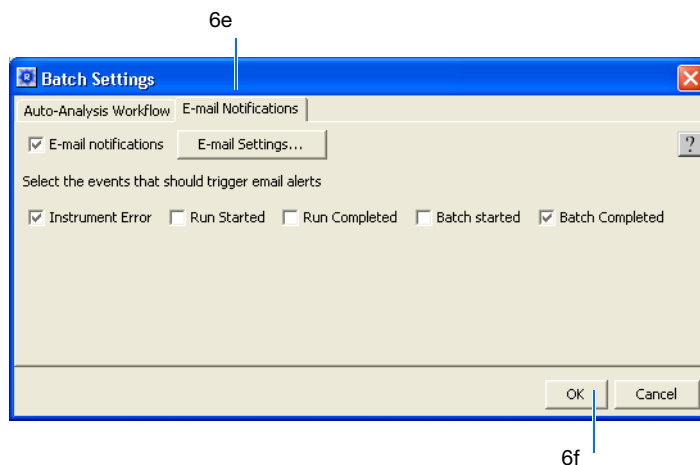 6e
R Batch Settings
Auto-Analysis Workflow E-mail Notifications
E-mail notifications E-mail Settings... ?
Select the events that should trigger email alerts
Instrument Error Run Started Run Completed Batch started Batch Completed
OK Cancel
6f